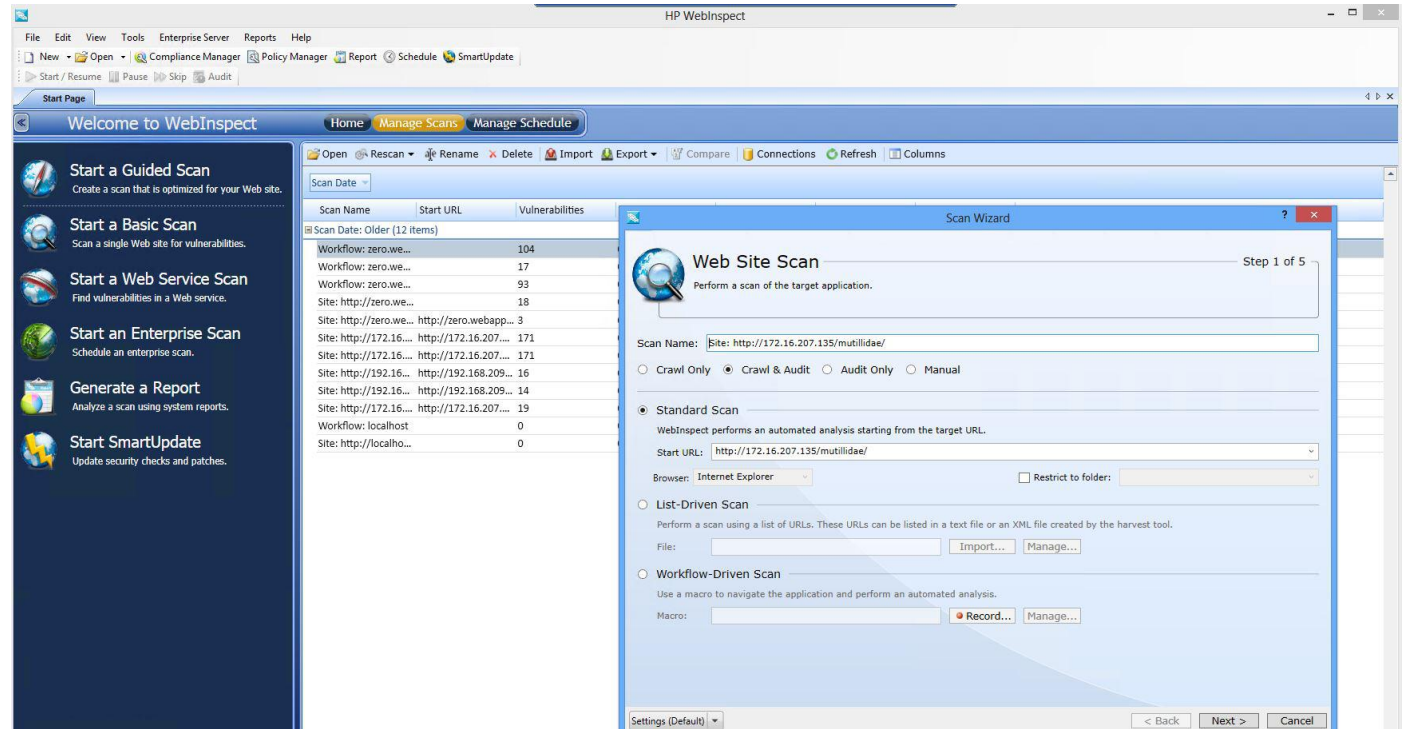 HP WebInspect
File Edit View Tools Enterprise Server Reports Help
New Open Compliance Manager Policy Manager Report Schedule SmartUpdate
Start / Resume Pause Skip Audit
Start Page
Welcome to WebInspect Home Manage Scans Manage Schedule
Start a Guided Scan
Create a scan that is optimized for your Web site.
Start a Basic Scan
Scan a single Web site for vulnerabilities.
Start a Web Service Scan
Find vulnerabilities in a Web service.
Start an Enterprise Scan
Schedule an enterprise scan.
Generate a Report
Analyze a scan using system reports.
Start SmartUpdate
Update security checks and patches.
Open Rescan Rename Delete Import Export Compare Connections Refresh Columns
Scan Date
Scan Name Start URL Vulnerabilities
Scan Date: Older (12 items)
Workflow: zero.we... 104
Workflow: zero.we... 17
Workflow: zero.we... 93
Site: http://zero.we... 18
Site: http://zero.we... http://zero.webapp... 3
Site: http://172.16.... http://172.16.207.... 171
Site: http://172.16.... http://172.16.207.... 171
Site: http://192.16... http://192.168.209... 16
Site: http://192.16... http://192.168.209... 14
Site: http://172.16.... http://172.16.207.... 19
Workflow: localhost 0
Site: http://localho... 0
Scan Wizard ?
Web Site Scan Step 1 of 5
Perform a scan of the target application.
Scan Name: Site: http://172.16.207.135/mutillidae/
Crawl Only Crawl & Audit Audit Only Manual
Standard Scan
WebInspect performs an automated analysis starting from the target URL.
Start URL: http://172.16.207.135/mutillidae/
Browser: Internet Explorer Restrict to folder:
List-Driven Scan
Perform a scan using a list of URLs. These URLs can be listed in a text file or an XML file created by the harvest tool.
File: Import... Manage...
Workflow-Driven Scan
Use a macro to navigate the application and perform an automated analysis.
Macro: Record... Manage...
Settings (Default) < Back Next > Cancel